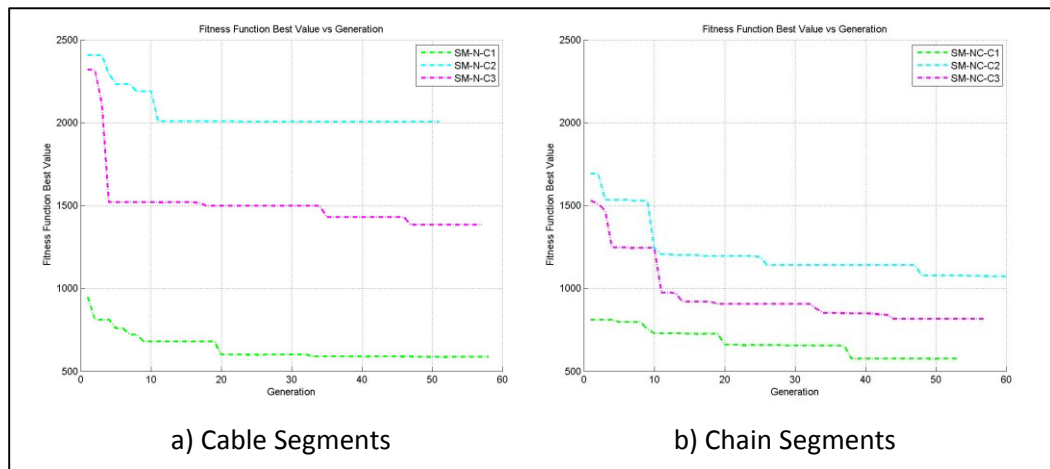 Fitness Function Best Value vs Generation
Fitness Function Best Value
2500
2000
1500
1000
500
0
10
20
30
40
50
60
Generation
SM-N-C1
SM-N-C2
SM-N-C3
a) Cable Segments
Fitness Function Best Value vs Generation
Fitness Function Best Value
2500
2000
1500
1000
500
0
10
20
30
40
50
60
Generation
SM-NC-C1
SM-NC-C2
SM-NC-C3
b) Chain Segments